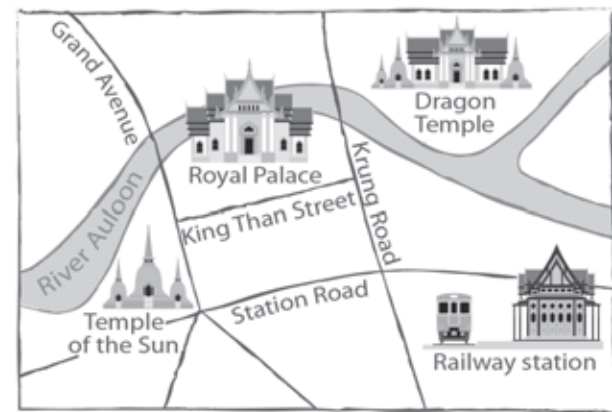 Grand Avenue
Dragon
Temple
Royal Palace
Krung Road
King Than Street
River Auloon
Station Road
Temple
of the Sun
Railway station